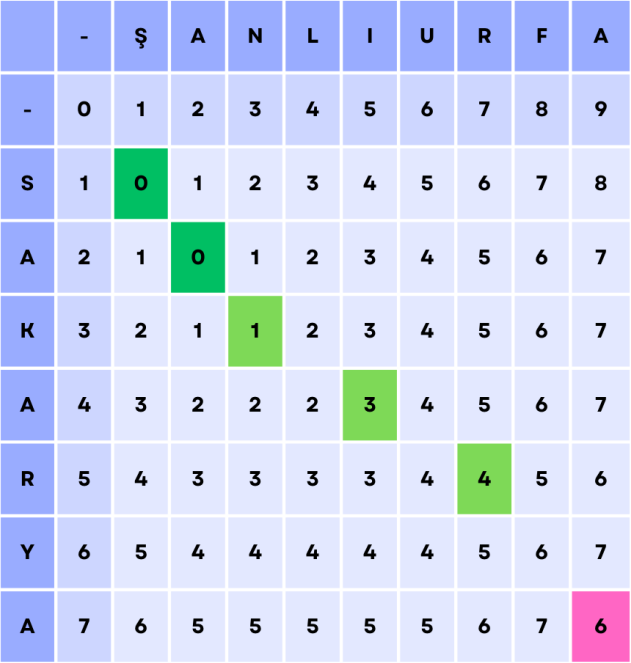 - Ş A N L I U R F A
- 0 1 2 3 4 5 6 7 8 9
S 1 0 1 2 3 4 5 6 7 8
A 2 1 0 1 2 3 4 5 6 7
K 3 2 1 1 2 3 4 5 6 7
A 4 3 2 2 2 3 4 5 6 7
R 5 4 3 3 3 3 4 4 5 6
Y 6 5 4 4 4 4 4 5 6 7
A 7 6 5 5 5 5 5 6 7 6